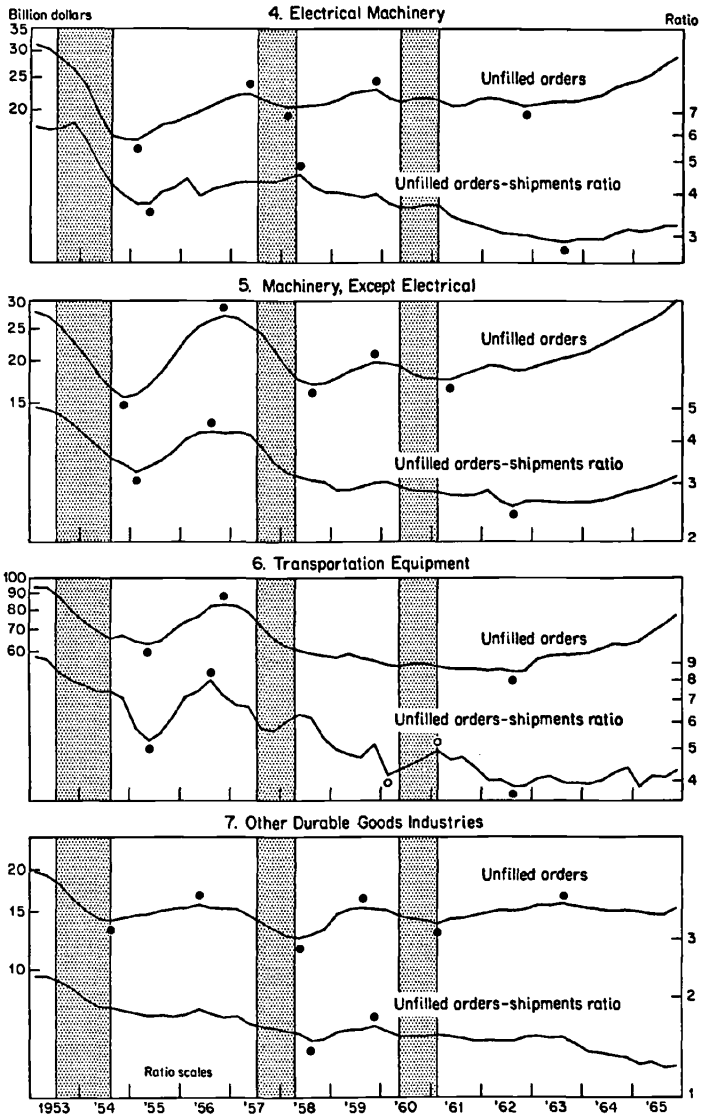 4. Electrical Machinery
Billion dollars
Ratio
35
30
25
20
Unfilled orders
Unfilled orders-shipments ratio
7
6
5
4
3
5. Machinery, Except Electrical
30
25
20
15
Unfilled orders
Unfilled orders-shipments ratio
5
4
3
2
6. Transportation Equipment
100
90
80
70
60
Unfilled orders
Unfilled orders-shipments ratio
9
8
7
6
5
4
7. Other Durable Goods Industries
20
15
10
Unfilled orders
Unfilled orders-shipments ratio
3
2
1
Ratio scales
1953 '54 '55 '56 '57 '58 '59 '60 '61 '62 '63 '64 '65